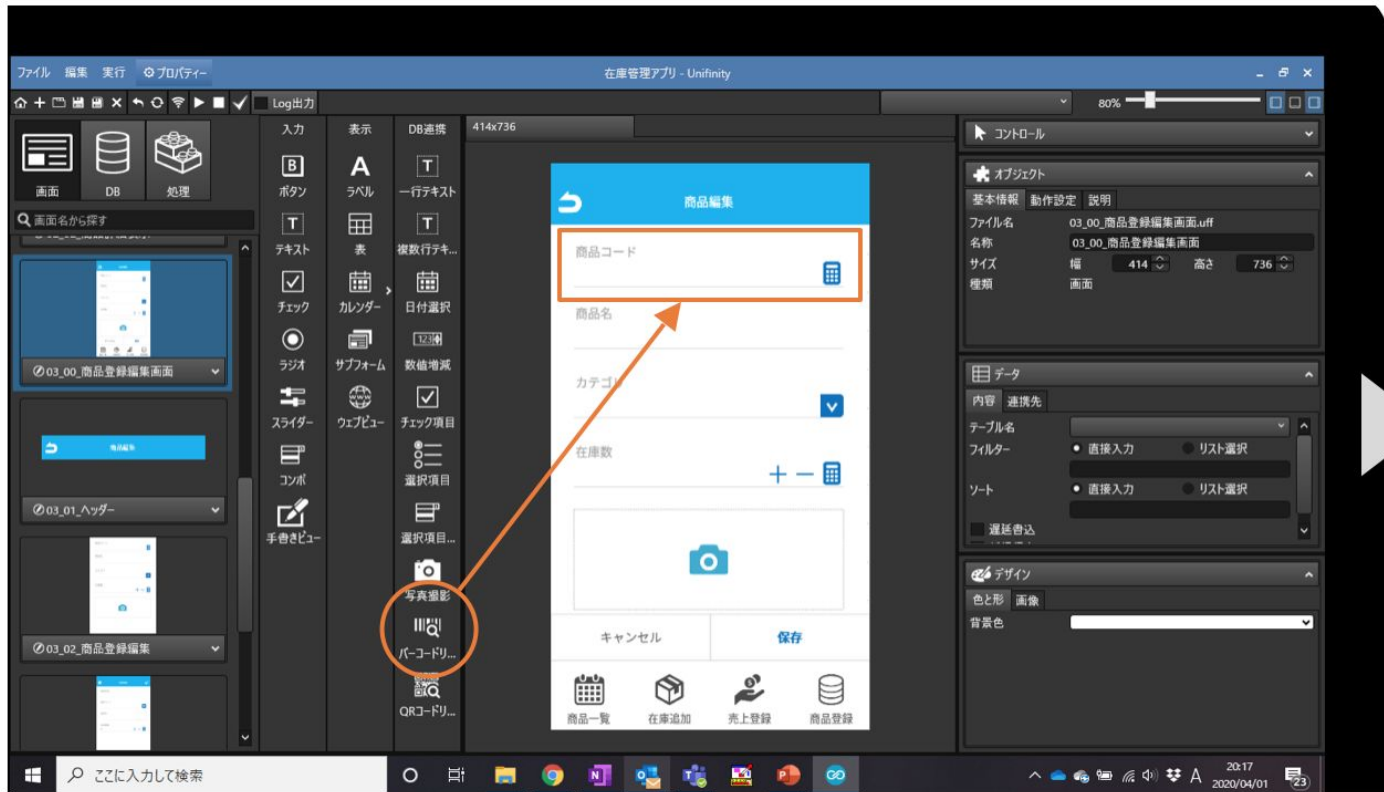 ファイル 編集 実行 プロパティー
在庫管理アプリ - Unifinity
Log出力
80%
画面 DB 処理
画面名から探す
03_00_商品登録編集画面
商品編集
03_01_ヘッダー
03_02_商品登録編集
入力
ボタン
テキスト
チェック
ラジオ
スライダー
コンボ
手書きビュー
表示
ラベル
表
カレンダー
サブフォーム
ウェブビュー
DB連携
一行テキスト
複数行テキ...
日付選択
123
数値増減
チェック項目
選択項目
選択項目...
写真撮影
バーコードリ...
QRコードリ...
414x736
商品編集
商品コード
商品名
カテゴリ
在庫数
キャンセル 保存
商品一覧 在庫追加 売上登録 商品登録
コントロール
オブジェクト
基本情報 動作設定 説明
ファイル名 03_00_商品登録編集画面.uff
名称 03_00_商品登録編集画面
サイズ 幅 414 高さ 736
種類 画面
データ
内容 連携先
テーブル名
フィルター 直接入力 リスト選択
ソート 直接入力 リスト選択
遅延書込
デザイン
色と形 画像
背景色
ここに入力して検索
A
20:17
2020/04/01
23